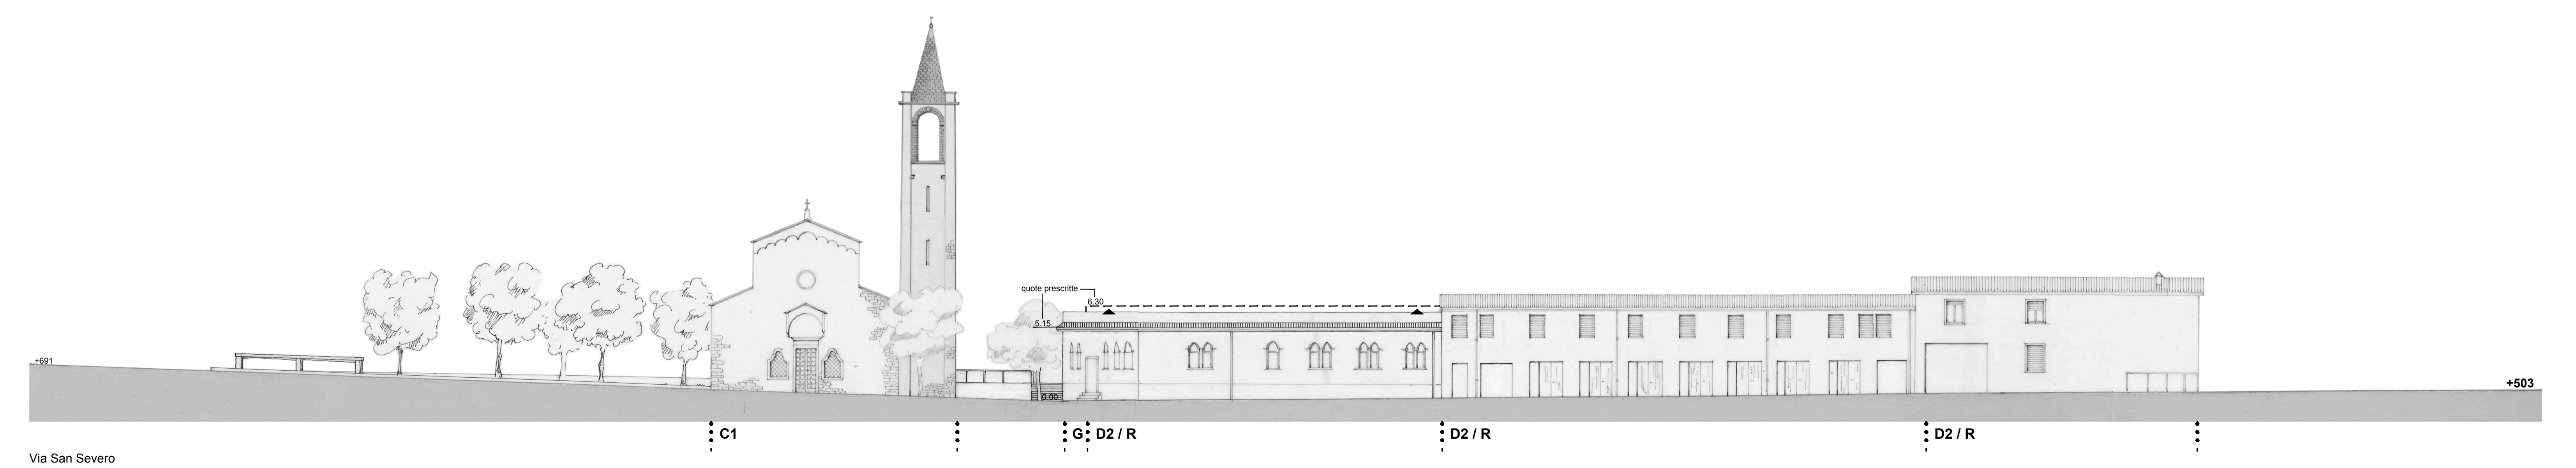 quote prescritte
6.30
5.15
+691
0.00
+503
C1
G
D2 / R
D2 / R
D2 / R
Via San Severo